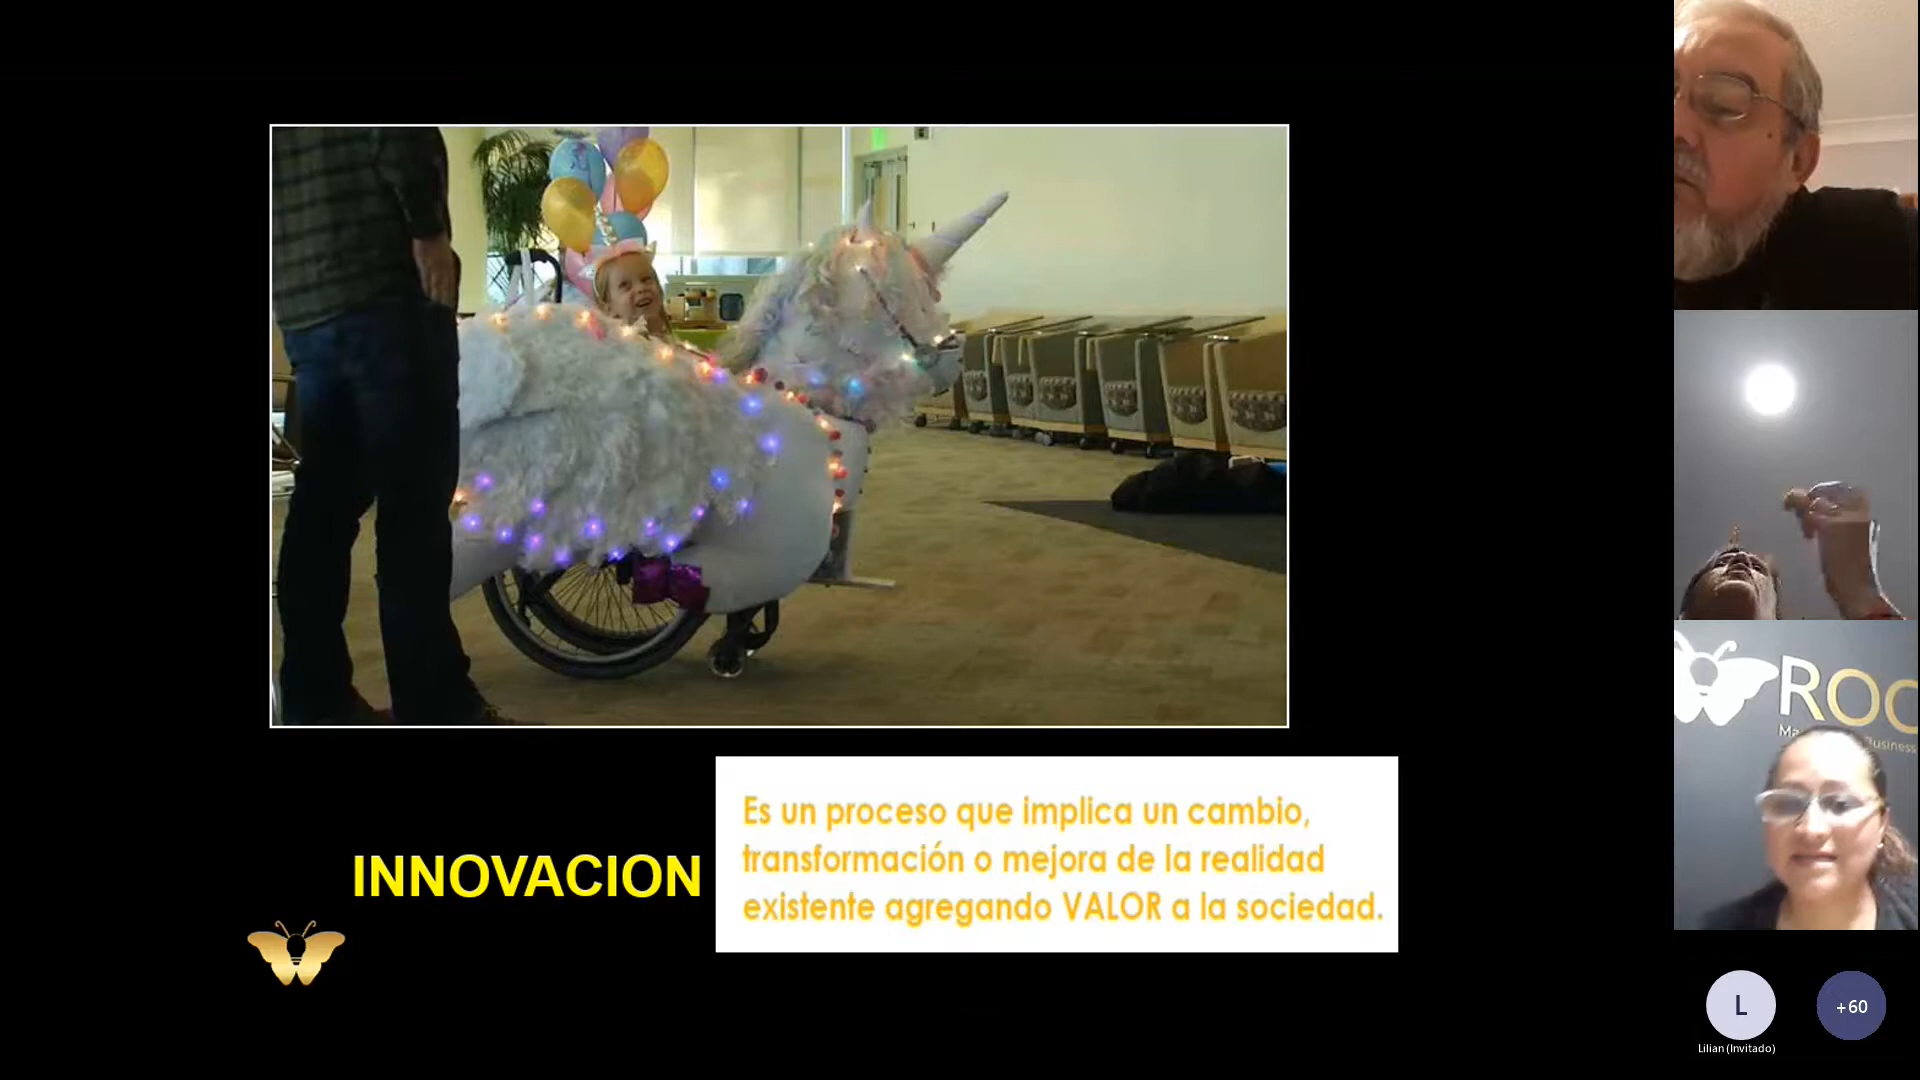 INNOVACION
Es un proceso que implica un cambio,
transformación o mejora de la realidad
existente agregando VALOR a la sociedad.
ROC
Business
L
Lilian (Invitado)
+60